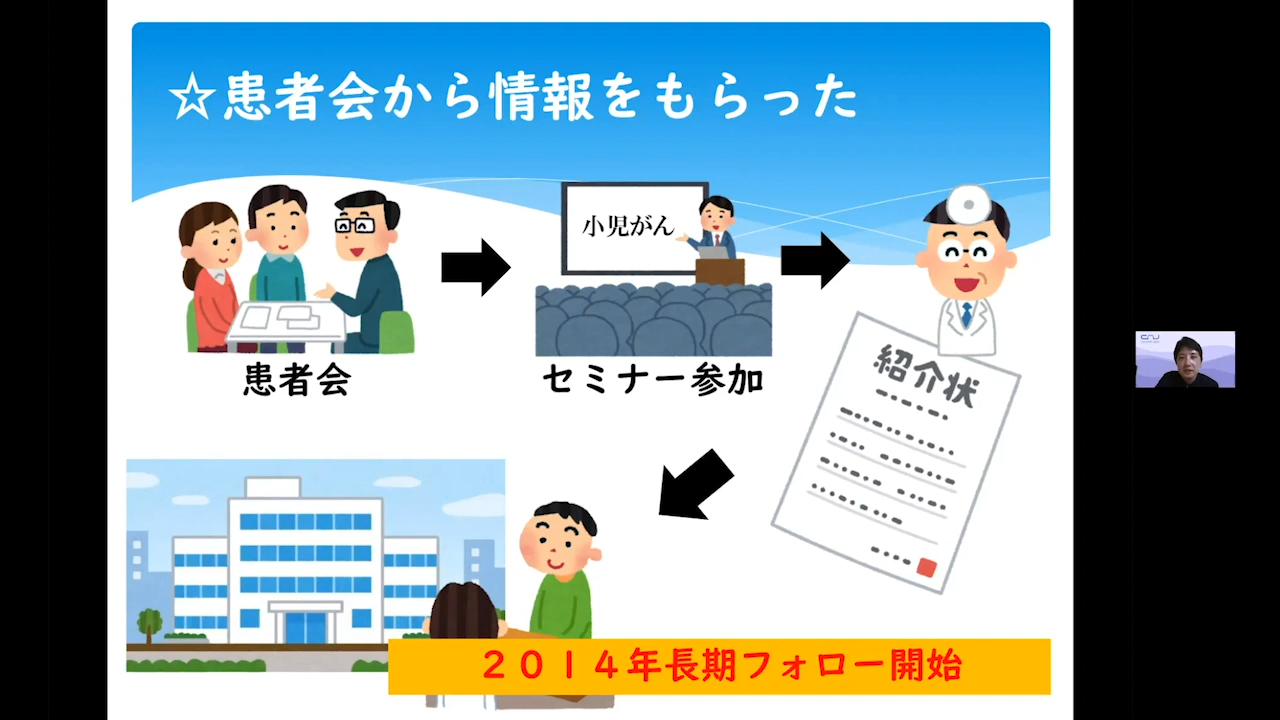 ☆患者会から情報をもらった
小児がん
患者会
セミナー参加
紹介状
２０１４年長期フォロー開始